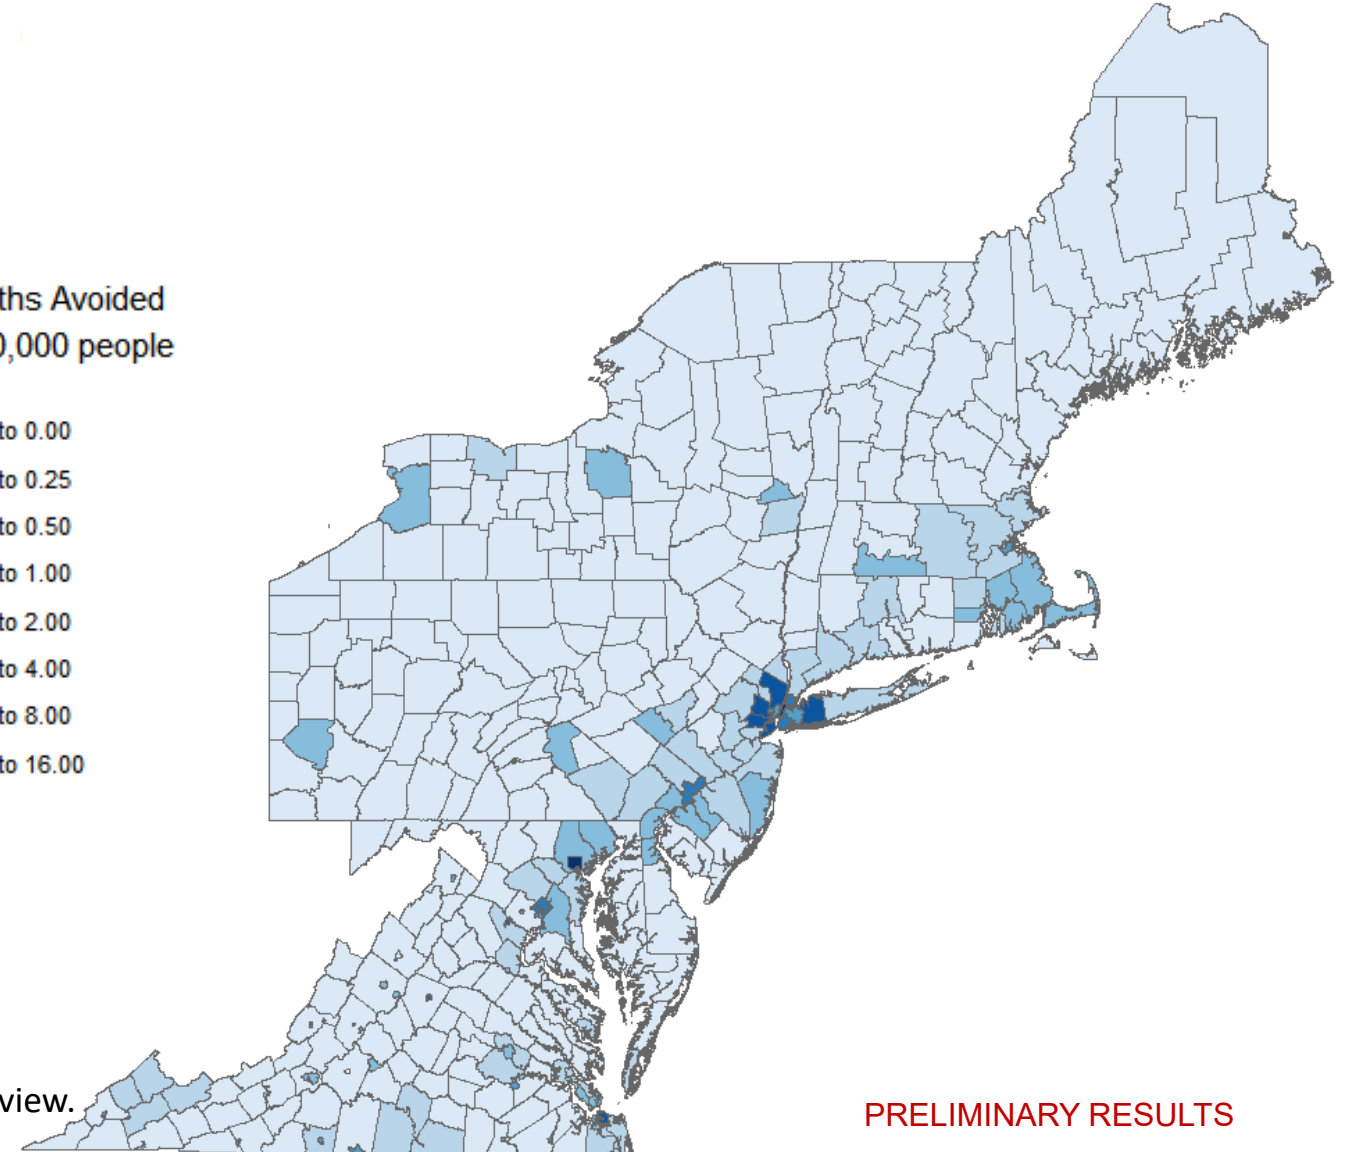 ths Avoided
0,000 people
to 0.00
to 0.25
to 0.50
to 1.00
to 2.00
to 4.00
to 8.00
to 16.00
view.
PRELIMINARY RESULTS